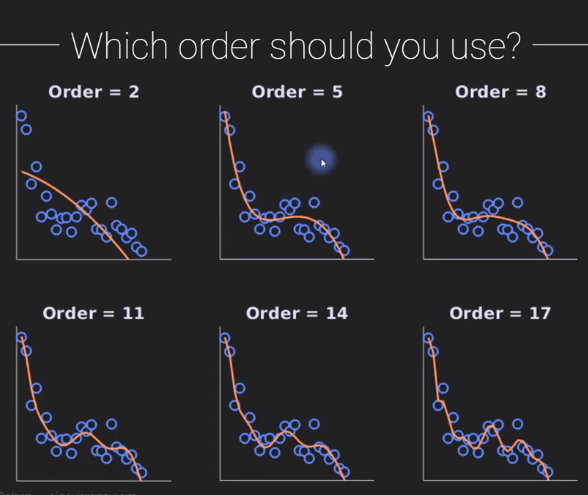 Which order should you use?
Order = 2
Order = 5
Order = 8
Order = 11
Order = 14
Order = 17